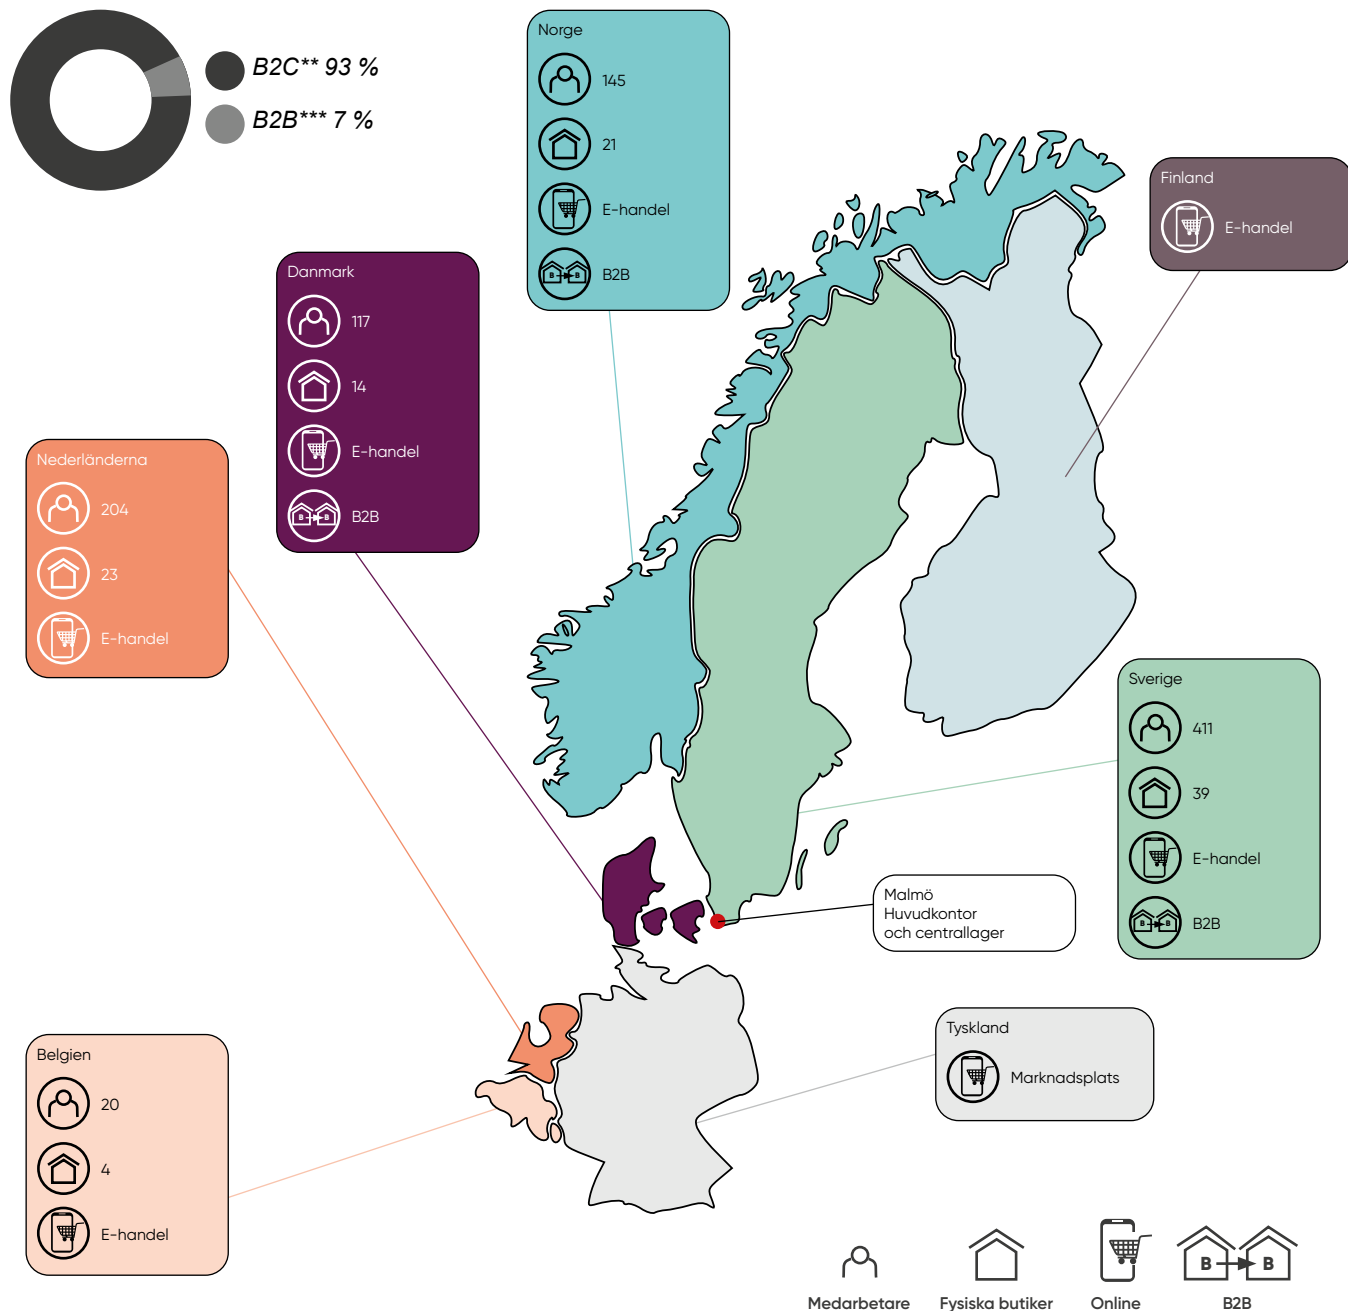 B2C** 93 %
B2B*** 7 %
Norge
145
21
E-handel
B2B
Finland
E-handel
Danmark
117
14
E-handel
B2B
Nederländerna
204
23
E-handel
Sverige
411
39
E-handel
B2B
Malmö
Huvudkontor
och centrallager
Tyskland
Marknadsplats
Belgien
20
4
E-handel
B B
Medarbetare
Fysiska butiker
Online
B2B